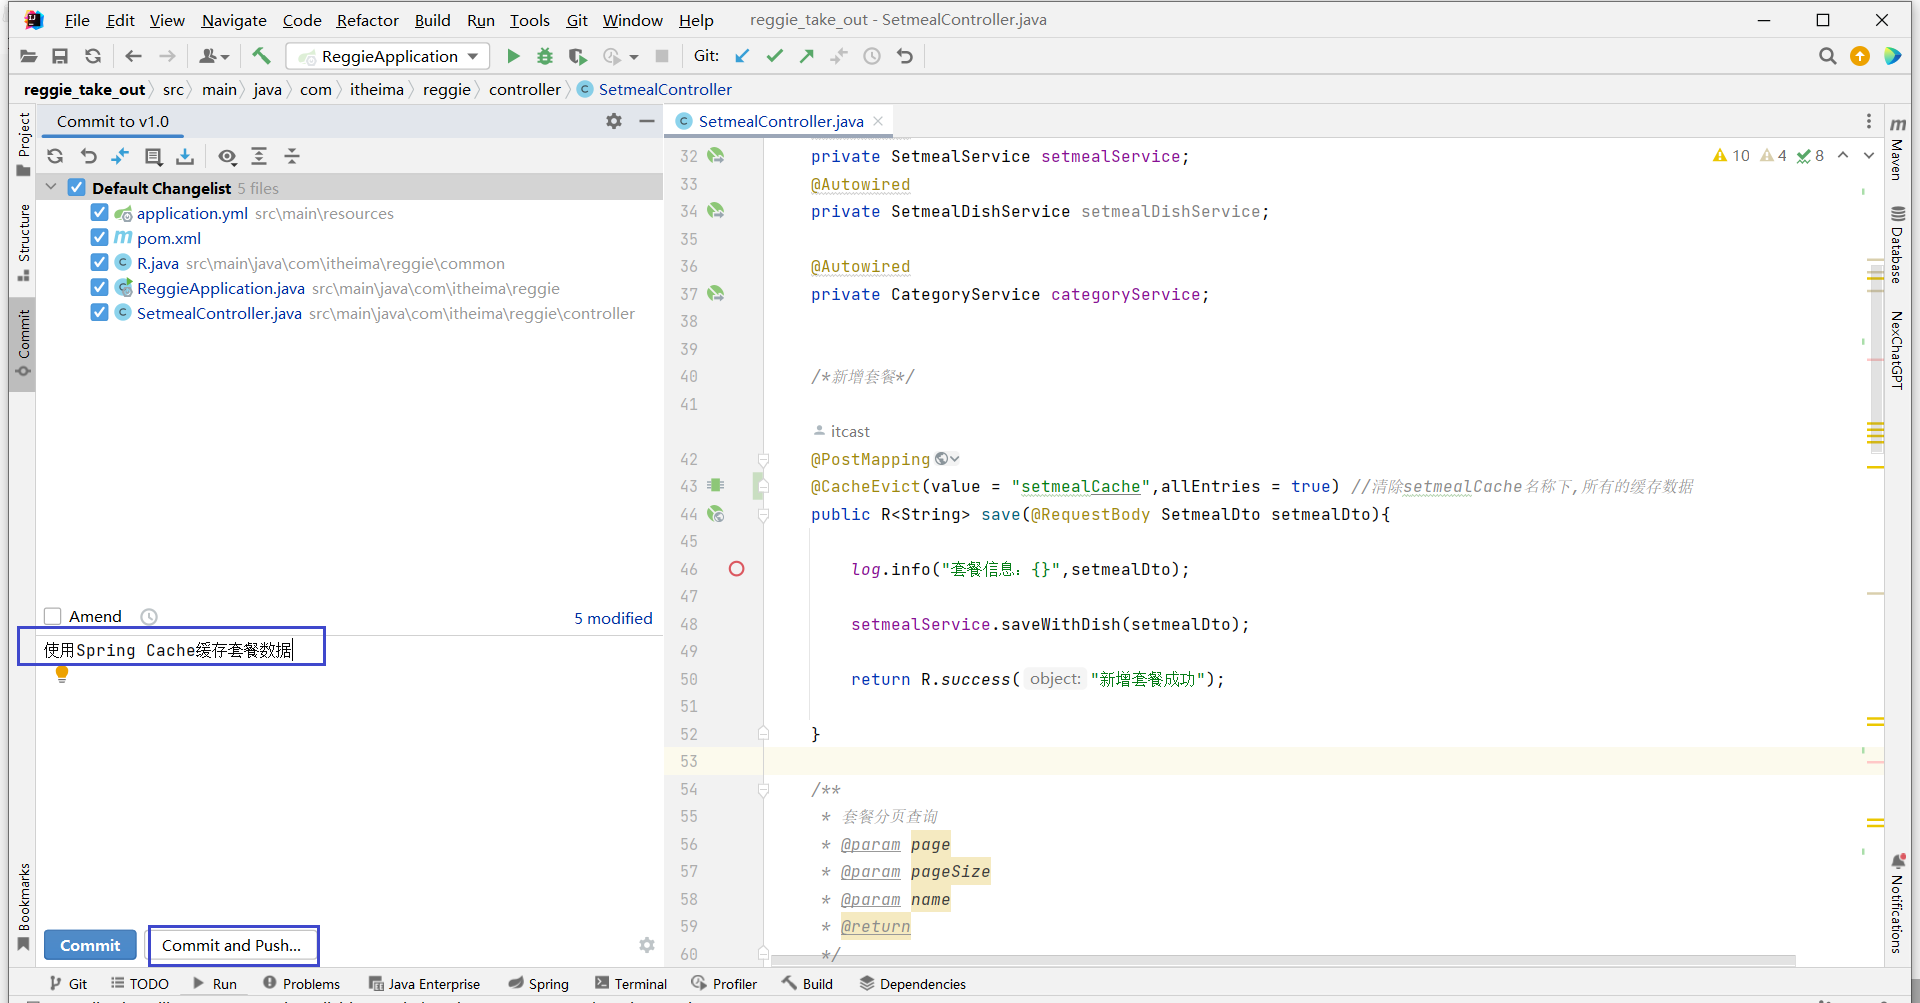 File Edit View Navigate Code Refactor Build Run Tools Git Window Help reggie_take_out - SetmealController.java
ReggieApplication Git:
reggie_take_out src main java com itheima reggie controller SetmealController
Commit to v1.0
SetmealController.java
Default Changelist 5 files
application.yml src\main\resources
pom.xml
R.java src\main\java\com\itheima\reggie\common
ReggieApplication.java src\main\java\com\itheima\reggie
SetmealController.java src\main\java\com\itheima\reggie\controller
Amend
5 modified
使用Spring Cache缓存套餐数据
Commit
Commit and Push...
Project
Structure
Commit
Bookmarks
10 4 8
32 private SetmealService setmealService;
33 @Autowired
34 private SetmealDishService setmealDishService;
35
36 @Autowired
37 private CategoryService categoryService;
38
39
40 /*新增套餐*/
41
itcast
42 @PostMapping
43 @CacheEvict(value = "setmealCache",allEntries = true) //清除setmealCache名称下,所有的缓存数据
44 public R<String> save(@RequestBody SetmealDto setmealDto){
45
46 log.info("套餐信息：{}",setmealDto);
47
48 setmealService.saveWithDish(setmealDto);
49
50 return R.success( object: "新增套餐成功");
51
52 }
53
54 /**
55 * 套餐分页查询
56 * @param page
57 * @param pageSize
58 * @param name
59 * @return
60 */
Maven
Database
NexChatGPT
Notifications
Git TODO Run Problems Java Enterprise Spring Terminal Profiler Build Dependencies